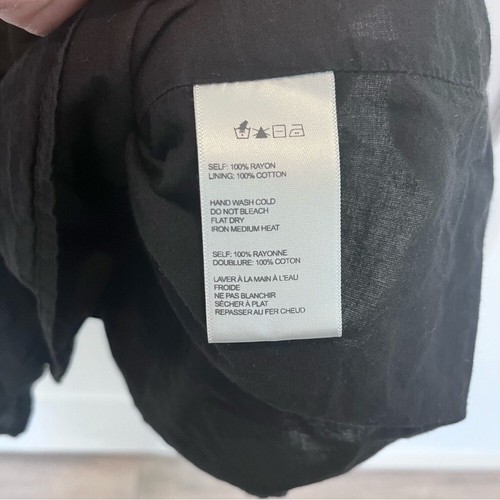 SELF: 100% RAYON
LINING: 100% COTTON
HAND WASH COLD
DO NOT BLEACH
FLAT DRY
IRON MEDIUM HEAT
SELF: 100% RAYONNE
DOUBLURE: 100% COTON
LAVER À LA MAIN À L'EAU
FROIDE
NE PAS BLANCHIR
SÉCHER À PLAT
REPASSER AU FER CHEUD